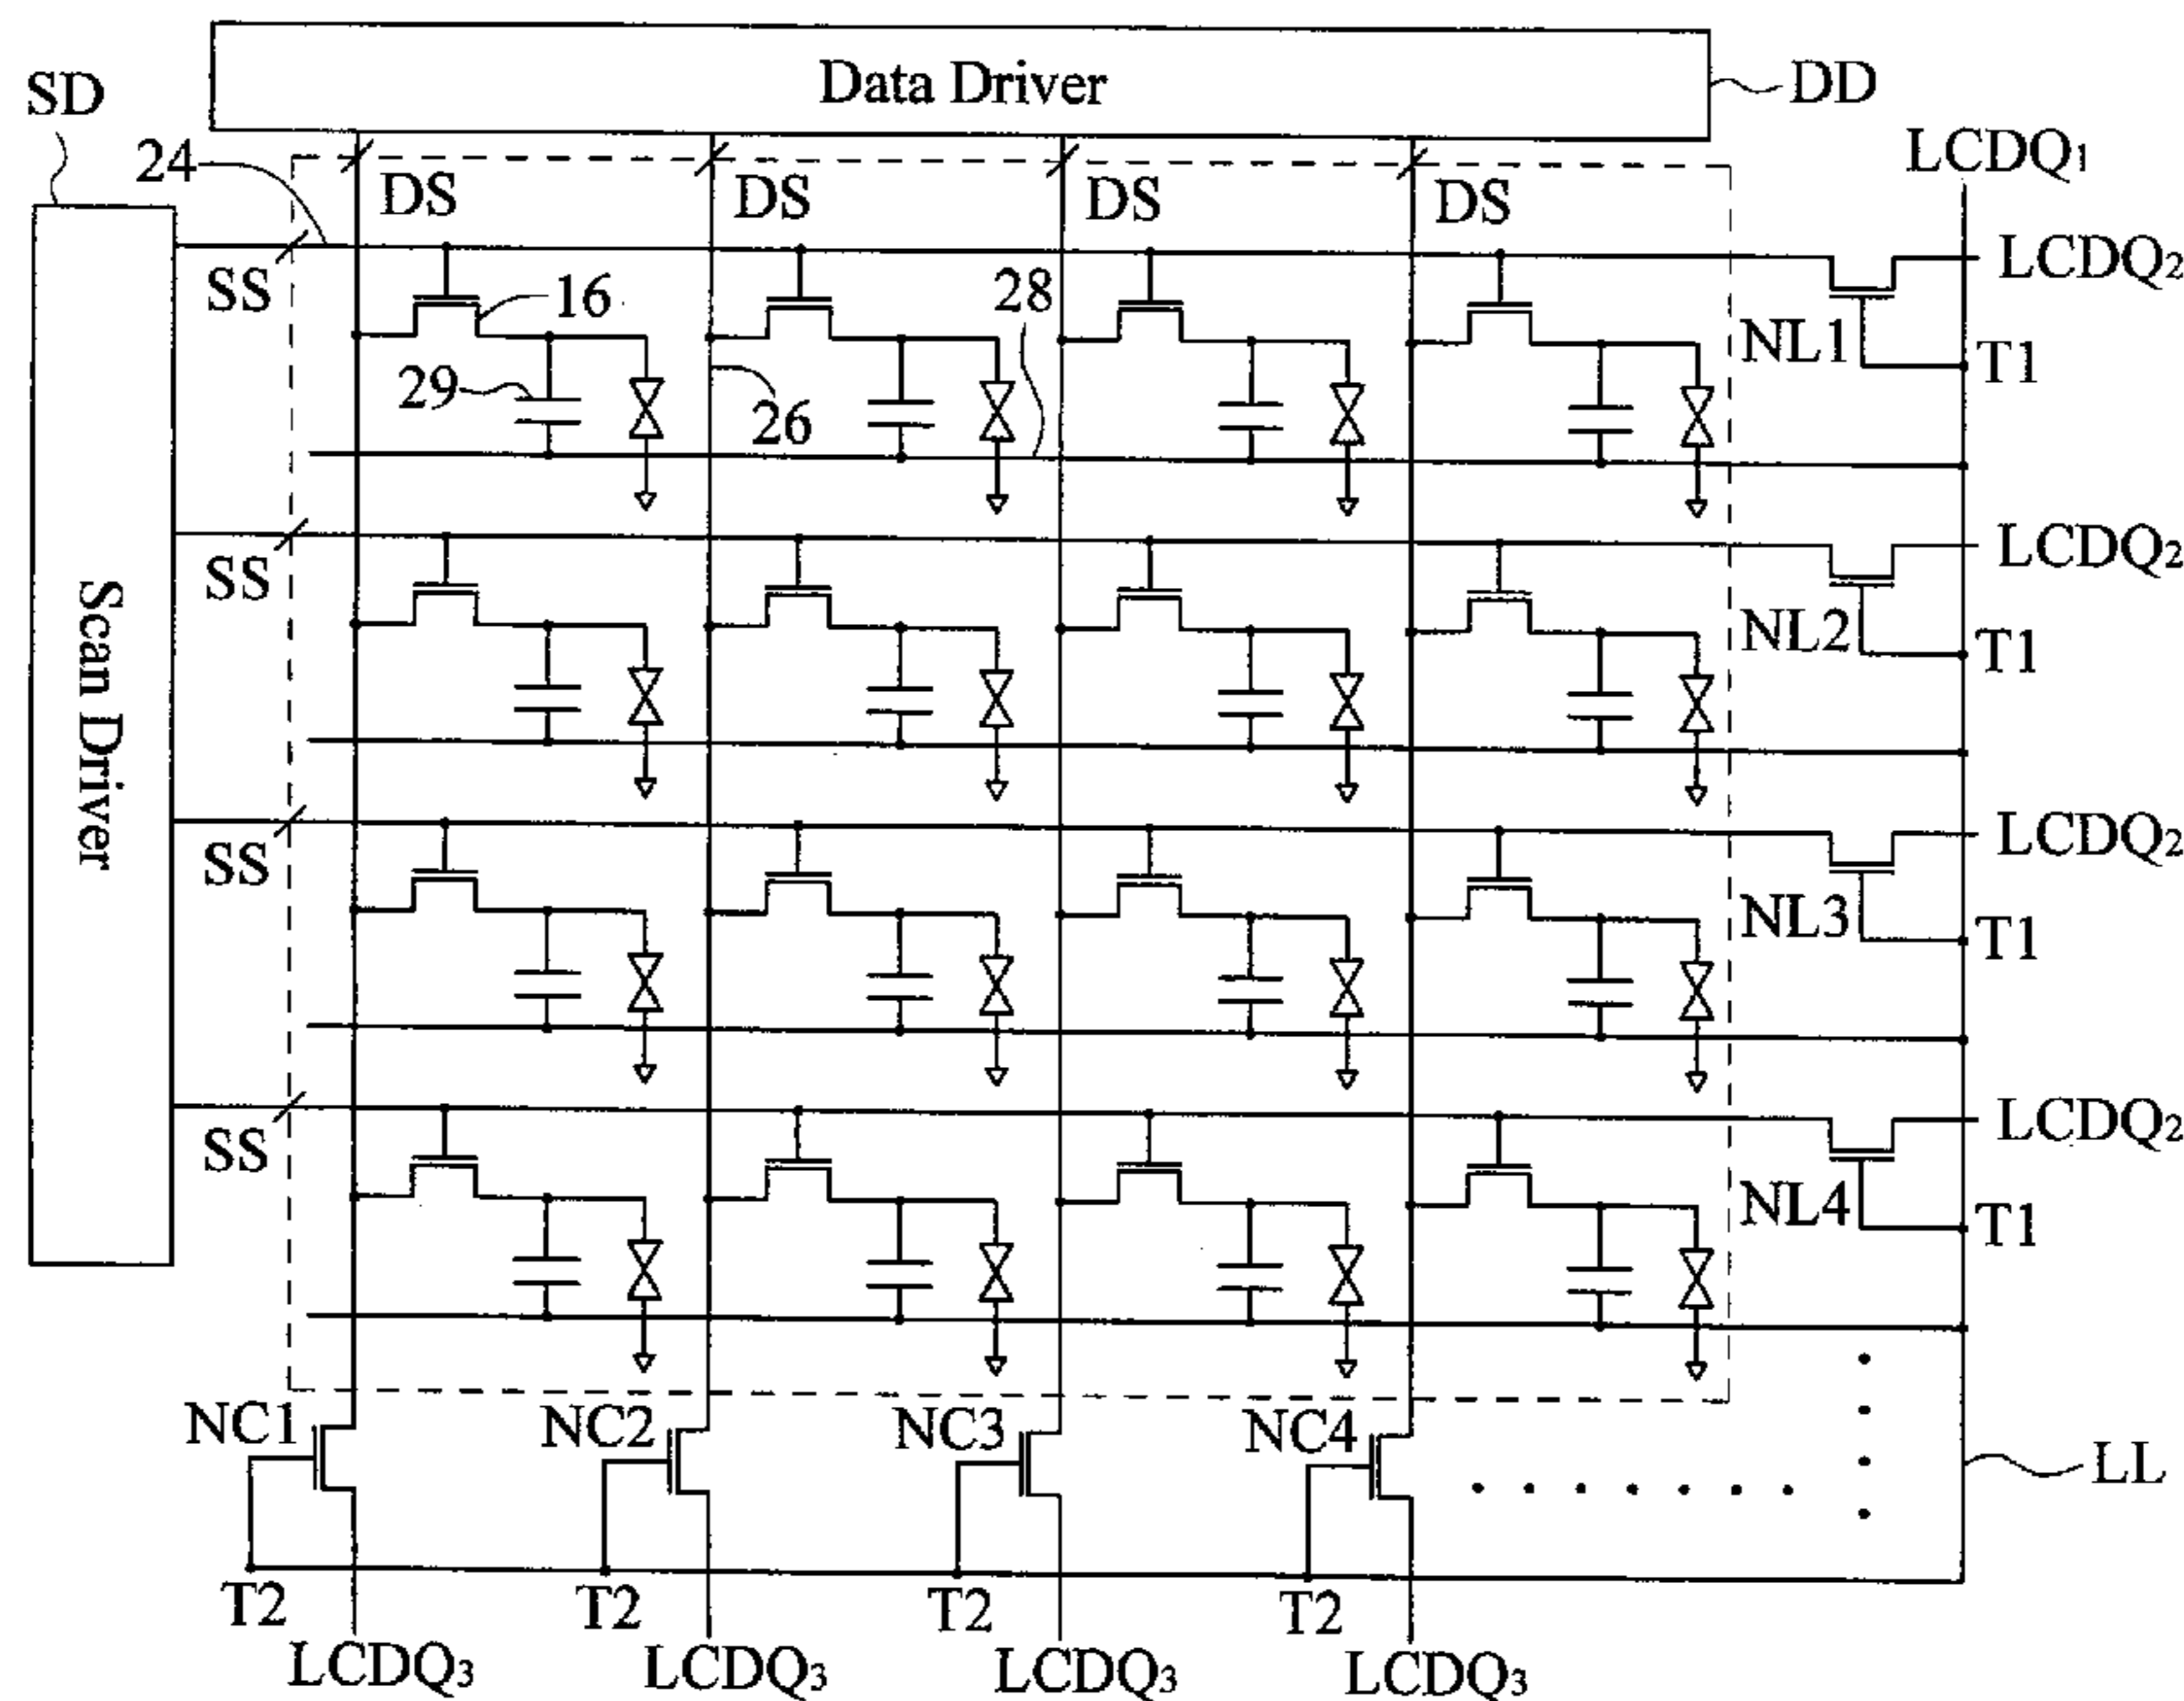 Data Driver
DD
SD
24
LCDQ₁
DS DS DS DS
SS
LCDQ₂
16
28
NL1
T1
29
26
Scan Driver
SS
LCDQ₂
NL2
T1
SS
LCDQ₂
NL3
T1
SS
LCDQ₂
NL4
T1
NC1 NC2 NC3 NC4
LL
T2 T2 T2 T2
LCDQ₃ LCDQ₃ LCDQ₃ LCDQ₃